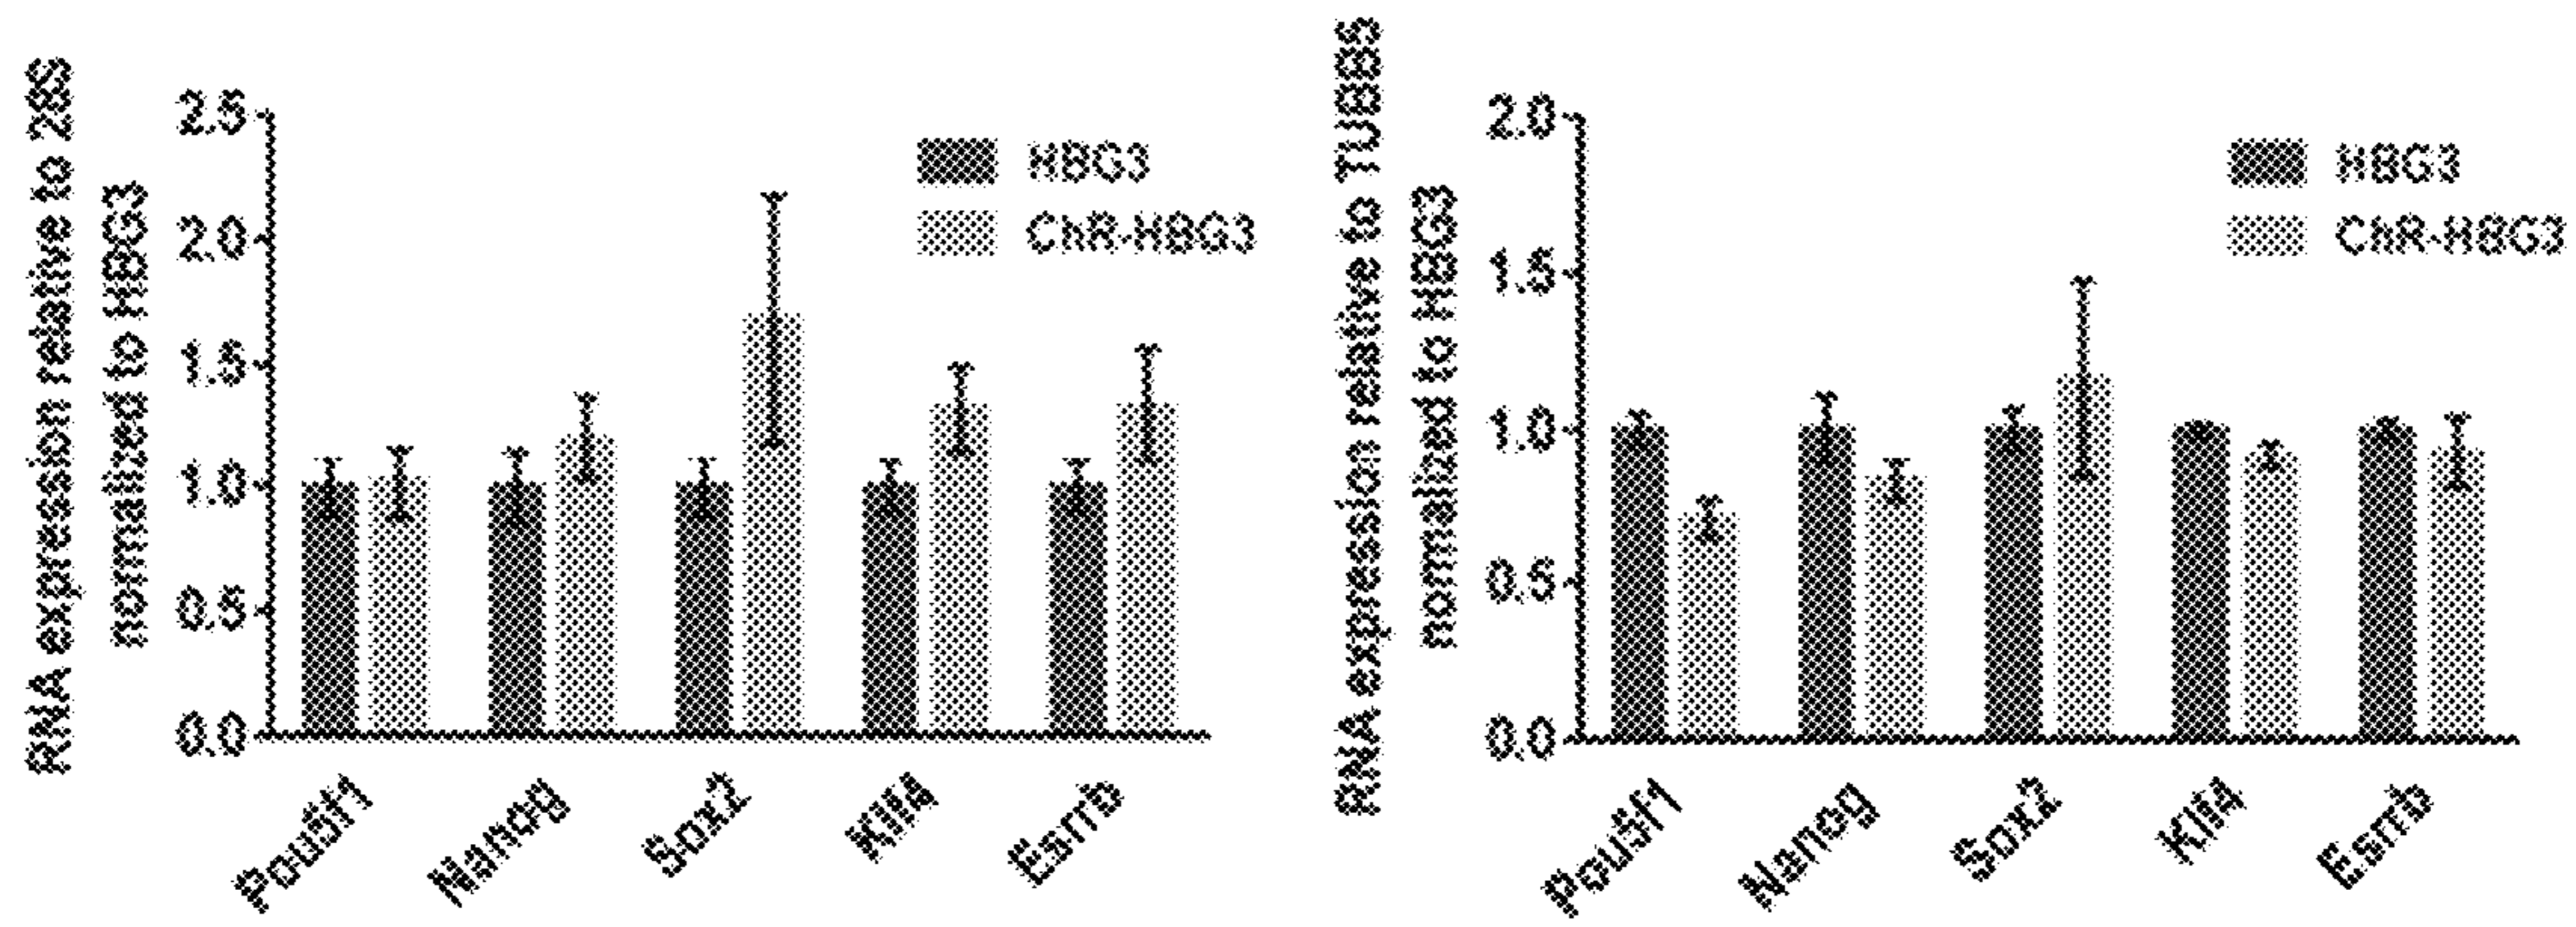 RNA expression relative to 28S
normalized to HBG3
2.5
2.0
1.5
1.0
0.5
0.0
HBG3
ChR-HBG3
Pou5f1
Nanog
Sox2
Klf4
Esrrb
RNA expression relative to TUBB5
normalized to HBG3
2.0
1.5
1.0
0.5
0.0
HBG3
ChR-HBG3
Pou5f1
Nanog
Sox2
Klf4
Esrrb